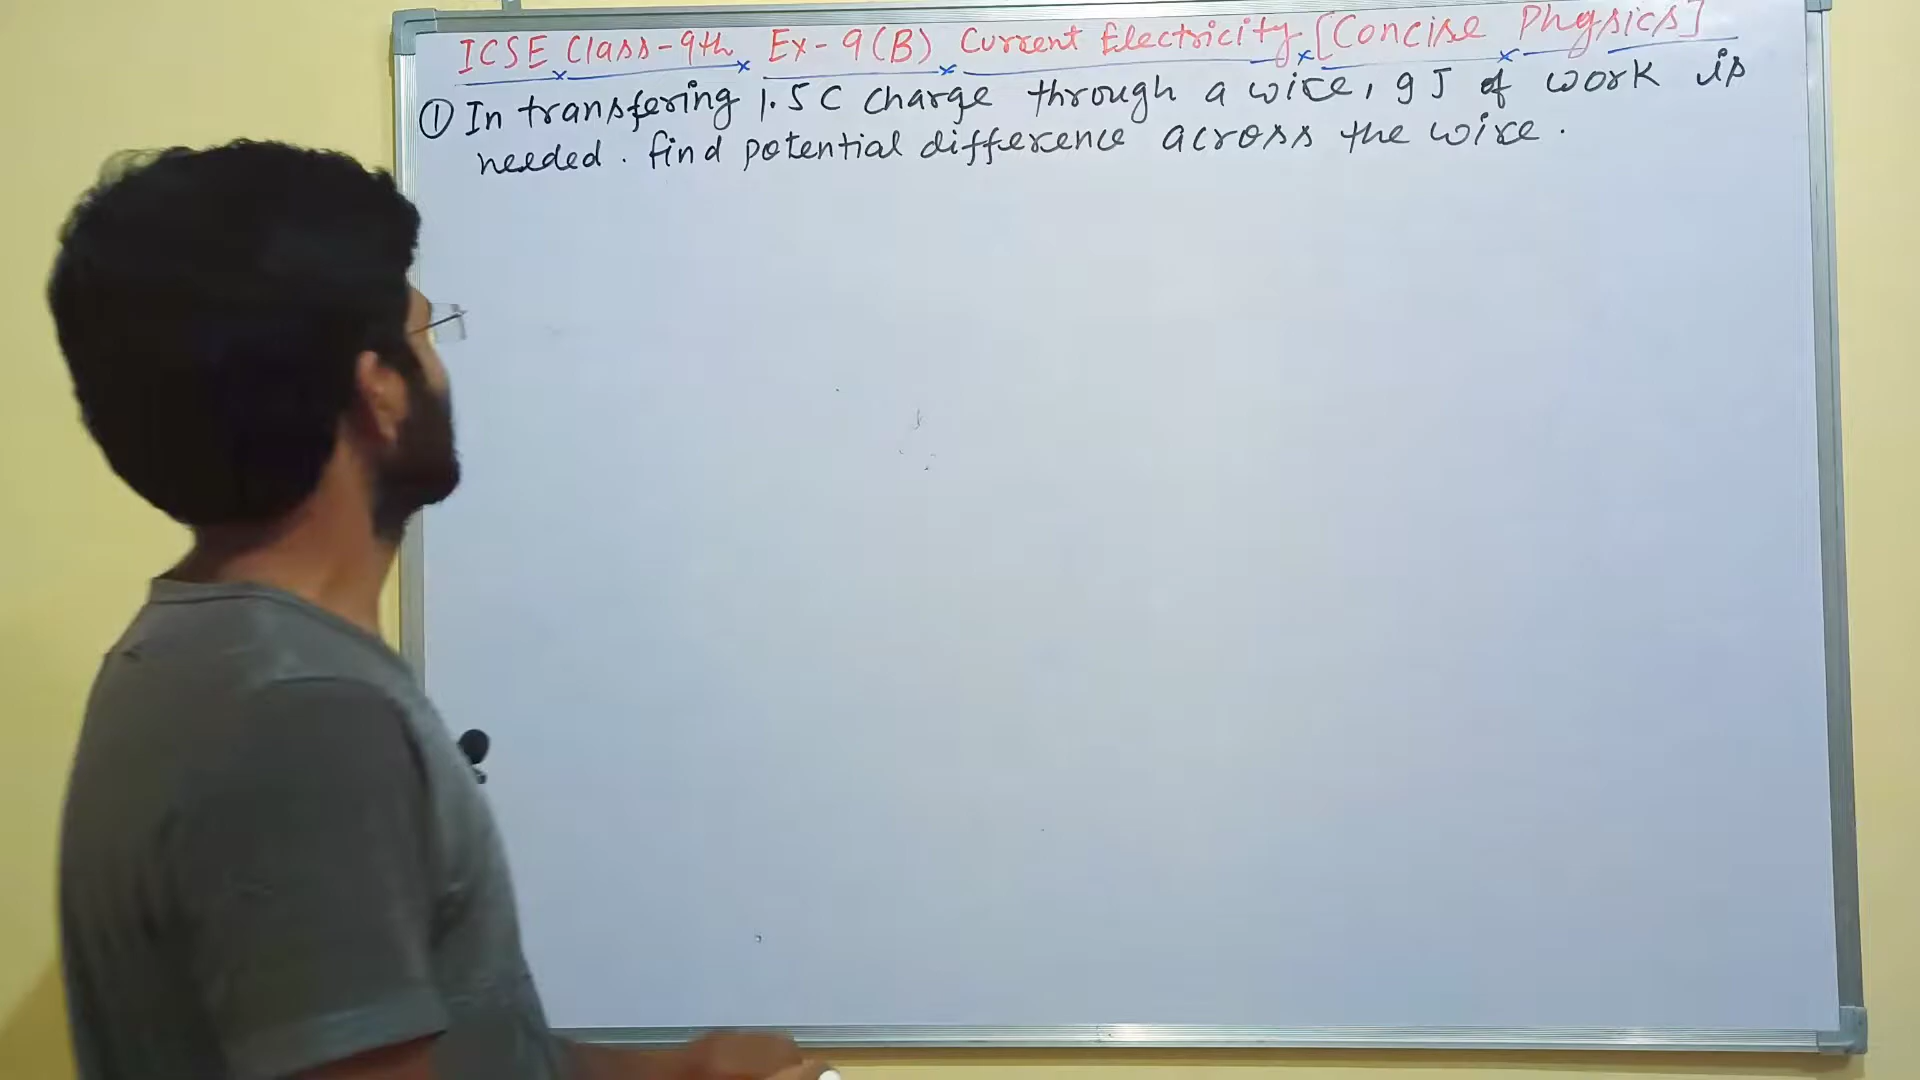 ICSE Class-9th Ex-9(B) Current Electricity [Concise Physics]
① In transfering 1.5 C charge through a wire, 9 J of work is
needed. find potential difference across the wire.